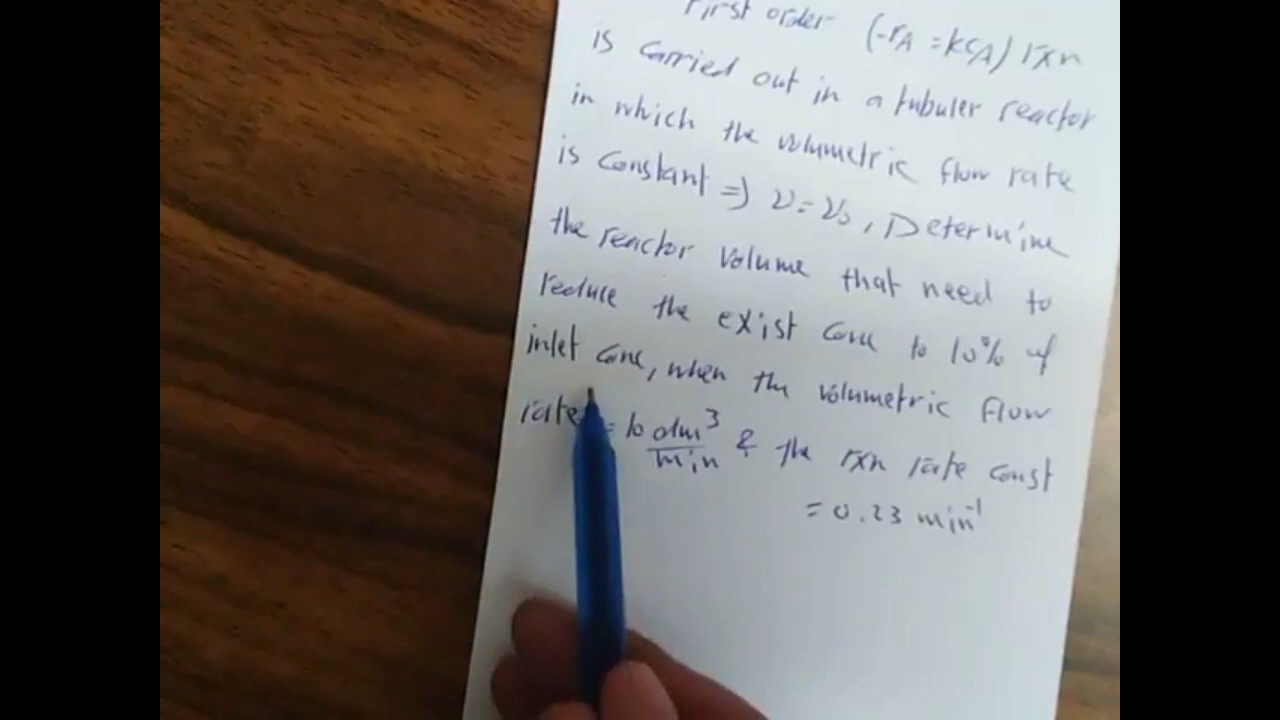 First order (-rA = kCA) rxn
is carried out in a tubuler reactor
in which the volumetric flow rate
is constant => υ = υ₀, Determine
the reactor volume that need to
reduce the exist conc to 10% of
inlet conc, when the volumetric flow
rate = 10 dm³/min & the rxn rate const
= 0.23 min⁻¹